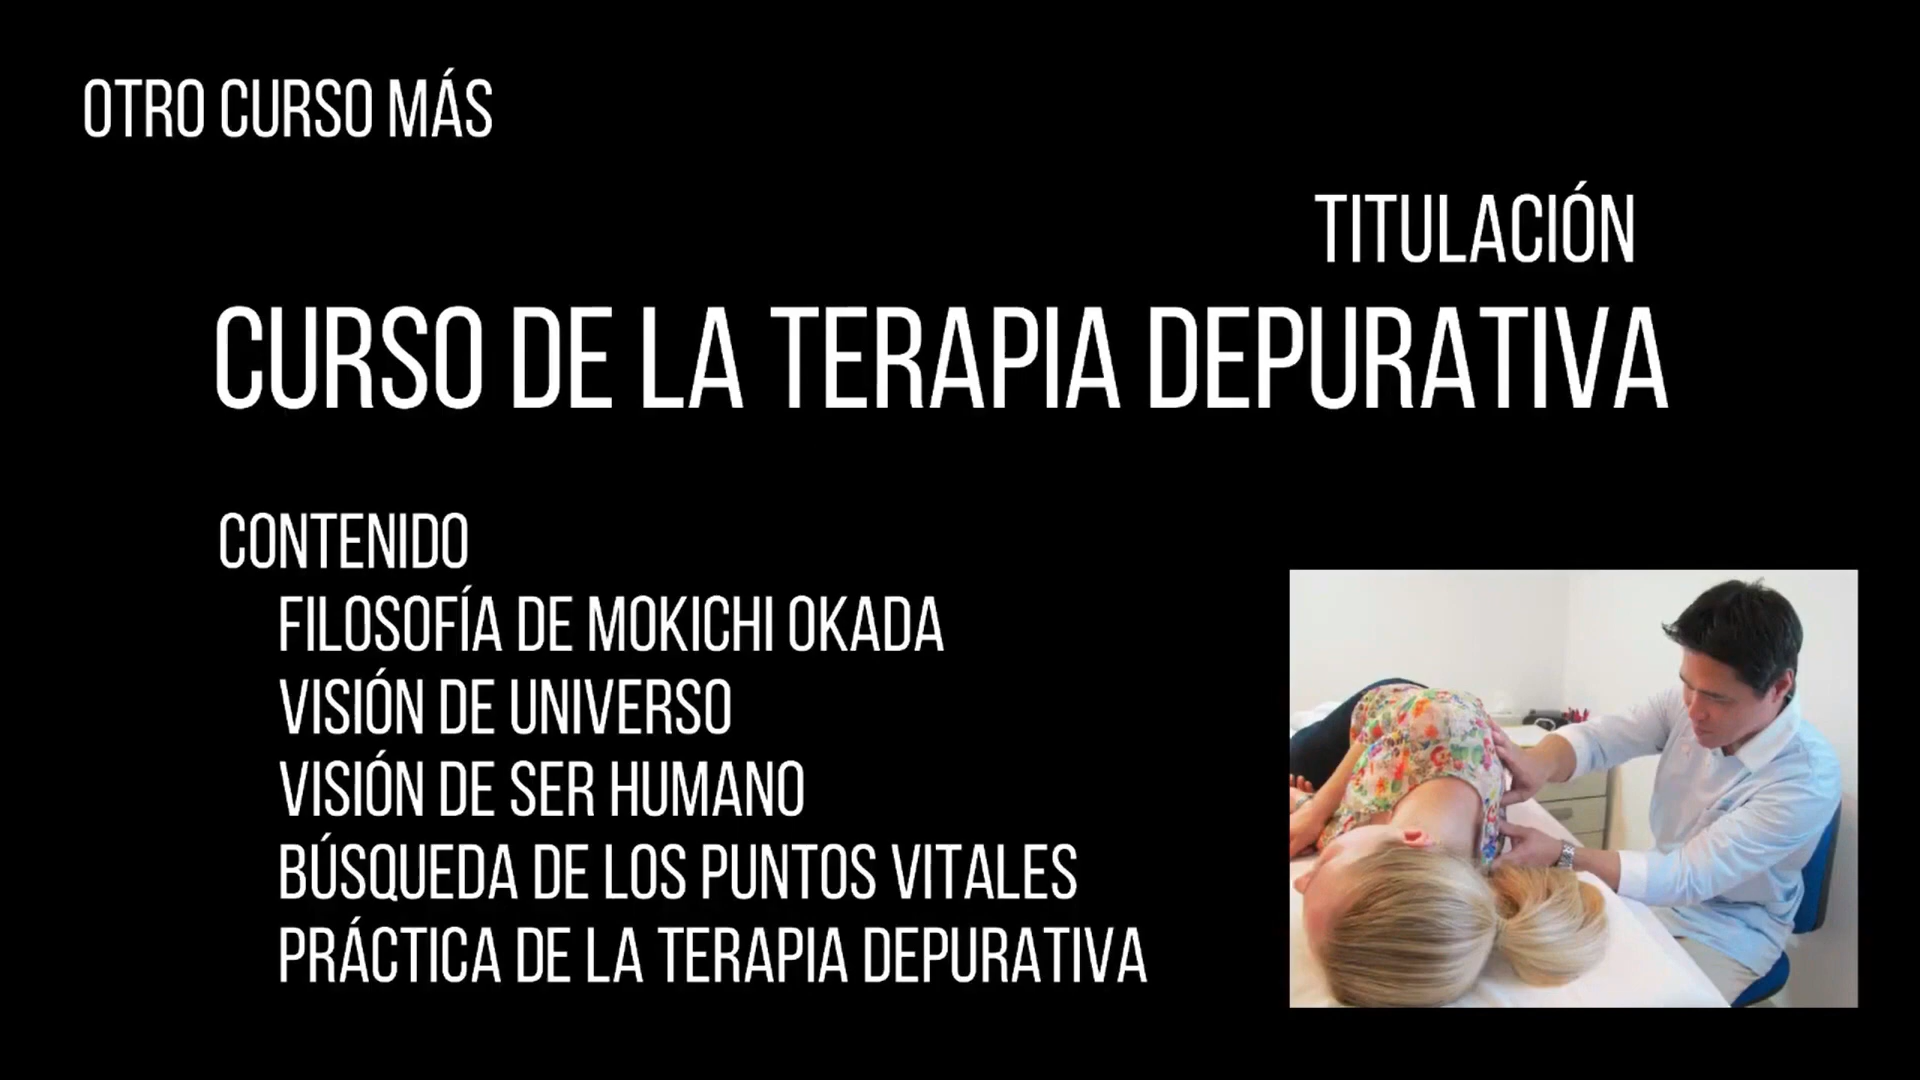 OTRO CURSO MÁS
TITULACIÓN
CURSO DE LA TERAPIA DEPURATIVA
CONTENIDO
FILOSOFÍA DE MOKICHI OKADA
VISIÓN DE UNIVERSO
VISIÓN DE SER HUMANO
BÚSQUEDA DE LOS PUNTOS VITALES
PRÁCTICA DE LA TERAPIA DEPURATIVA